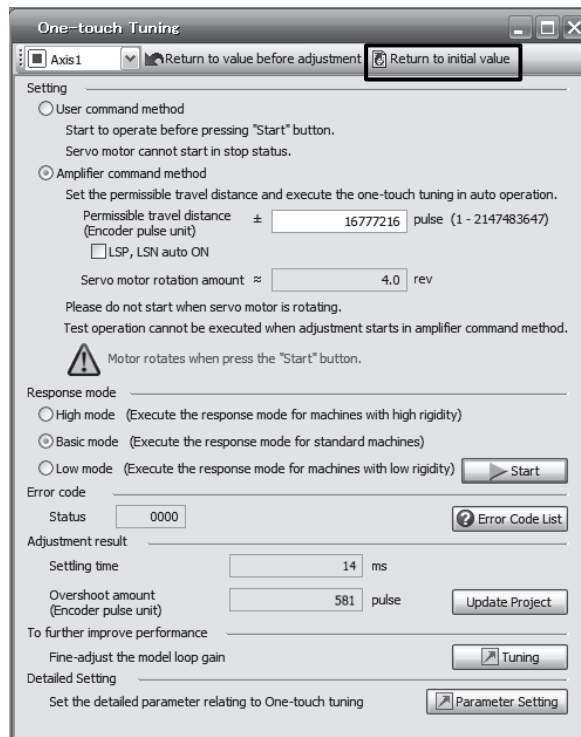 One-touch Tuning
Axis1 Return to value before adjustment Return to initial value
Setting
User command method
Start to operate before pressing "Start" button.
Servo motor cannot start in stop status.
Amplifier command method
Set the permissible travel distance and execute the one-touch tuning in auto operation.
Permissible travel distance ± 16777216 pulse (1 - 2147483647)
(Encoder pulse unit)
LSP, LSN auto ON
Servo motor rotation amount ≈ 4.0 rev
Please do not start when servo motor is rotating.
Test operation cannot be executed when adjustment starts in amplifier command method.
Motor rotates when press the "Start" button.
Response mode
High mode (Execute the response mode for machines with high rigidity)
Basic mode (Execute the response mode for standard machines)
Low mode (Execute the response mode for machines with low rigidity) Start
Error code
Status 0000 Error Code List
Adjustment result
Settling time 14 ms
Overshoot amount 581 pulse Update Project
(Encoder pulse unit)
To further improve performance
Fine-adjust the model loop gain Tuning
Detailed Setting
Set the detailed parameter relating to One-touch tuning Parameter Setting